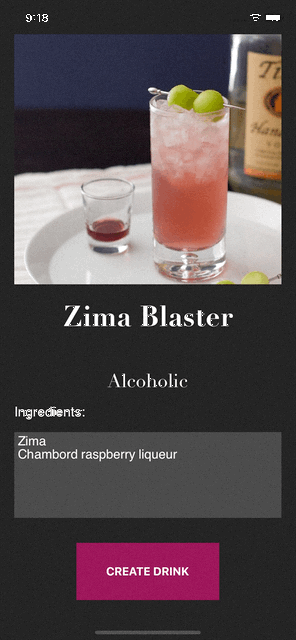 9:18
Zima Blaster
Alcoholic
Ingredients:
Zima
Chambord raspberry liqueur
CREATE DRINK